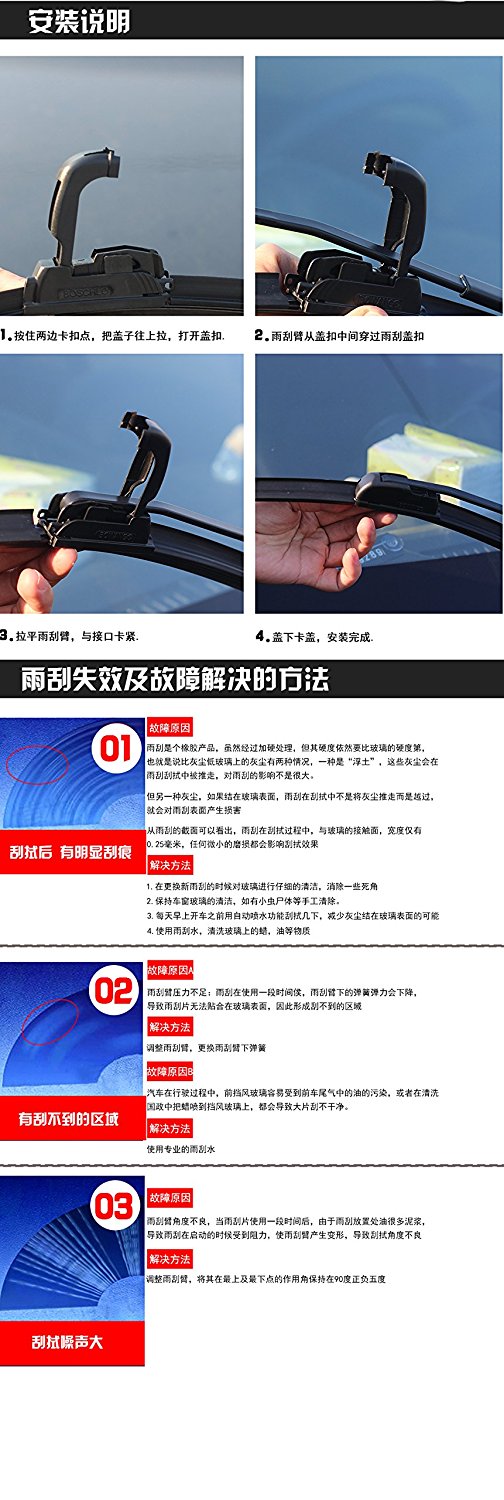 安装说明
1.按住两边卡扣点，把盖子往上拉，打开盖扣.
2.雨刮臂从盖扣中间穿过雨刮盖扣
3.拉平雨刮臂，与接口卡紧.
4.盖下卡盖，安装完成.
雨刮失效及故障解决的方法
01
刮拭后 有明显刮痕
故障原因
雨刮是个橡胶产品，虽然经过加硬处理，但其硬度依然要比玻璃的硬度第，
也就是说比灰尘低玻璃上的灰尘有两种情况，一种是“浮土”，这些灰尘会在
雨刮刮拭中被推走，对雨刮的影响不是很大。
但另一种灰尘，如果结在玻璃表面，雨刮在刮拭中不是将灰尘推走而是越过，
就会对雨刮表面产生损害
从雨刮的截面可以看出，雨刮在刮拭过程中，与玻璃的接触面，宽度仅有
0.25毫米，任何微小的磨损都会影响刮拭效果
解决方法
1.在更换新雨刮的时候对玻璃进行仔细的清洁，消除一些死角
2.保持车窗玻璃的清洁，如有小虫尸体等手工清除。
3.每天早上开车之前用自动喷水功能刮拭几下，减少灰尘结在玻璃表面的可能
4.使用雨刮水，清洗玻璃上的蜡，油等物质
02
有刮不到的区域
故障原因A
雨刮臂压力不足：雨刮在使用一段时间侯，雨刮臂下的弹簧弹力会下降，
导致雨刮片无法贴合在玻璃表面，因此形成刮不到的区域
解决方法
调整雨刮臂，更换雨刮臂下弹簧
故障原因B
汽车在行驶过程中，前挡风玻璃容易受到前车尾气中的油的污染，或者在清洗
国政中把蜡喷到挡风玻璃上，都会导致大片刮不干净。
解决方法
使用专业的雨刮水
03
刮拭噪声大
故障原因
雨刮臂角度不良，当雨刮片使用一段时间后，由于雨刮放置处油很多泥浆，
导致雨刮在启动的时候受到阻力，使雨刮臂产生变形，导致刮拭角度不良
解决方法
调整雨刮臂，将其在最上及最下点的作用角保持在90度正负五度